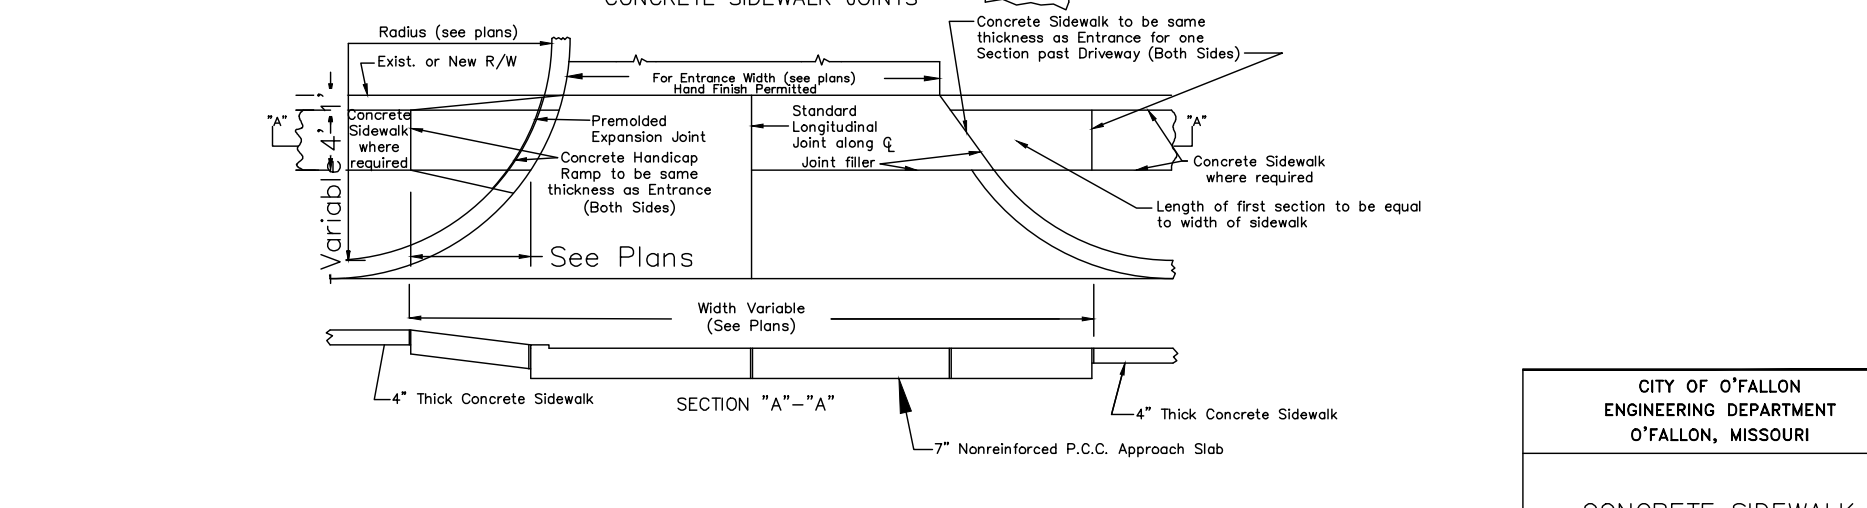 CONCRETE SIDEWALK JOINTS
Radius (see plans)
Exist. or New R/W
For Entrance Width (see plans)
Hand Finish Permitted
Concrete Sidewalk to be same
thickness as Entrance for one
Section past Driveway (Both Sides)
Variable 4' 1'
"A"
Concrete
Sidewalk
where
required
Premolded
Expansion Joint
Concrete Handicap
Ramp to be same
thickness as Entrance
(Both Sides)
Standard
Longitudinal
Joint along ℄
Joint filler
"A"
Concrete Sidewalk
where required
Length of first section to be equal
to width of sidewalk
See Plans
Width Variable
(See Plans)
4" Thick Concrete Sidewalk
SECTION "A"-"A"
4" Thick Concrete Sidewalk
7" Nonreinforced P.C.C. Approach Slab
CITY OF O'FALLON
ENGINEERING DEPARTMENT
O'FALLON, MISSOURI
CONCRETE SIDEWALK